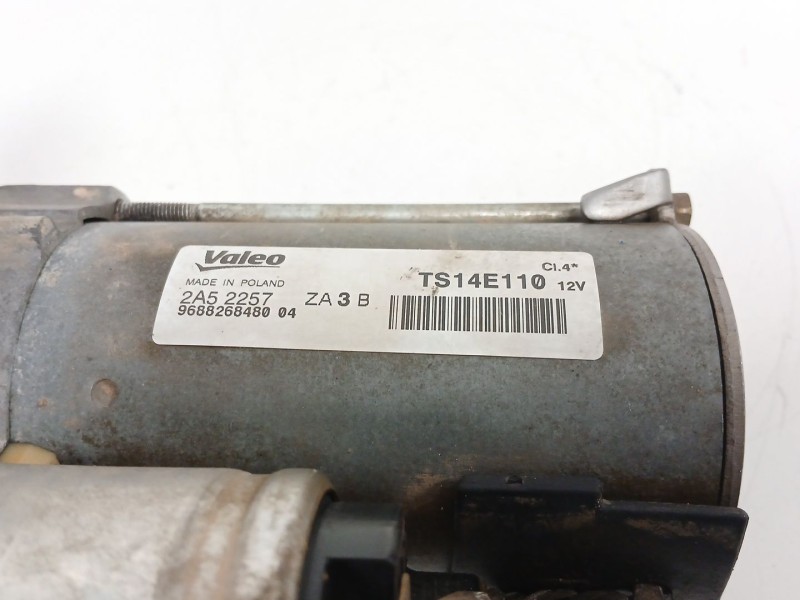 Valeo
MADE IN POLAND
2A5 2257 ZA 3 B
9688268480 04
Cl.4*
TS14E110 12V